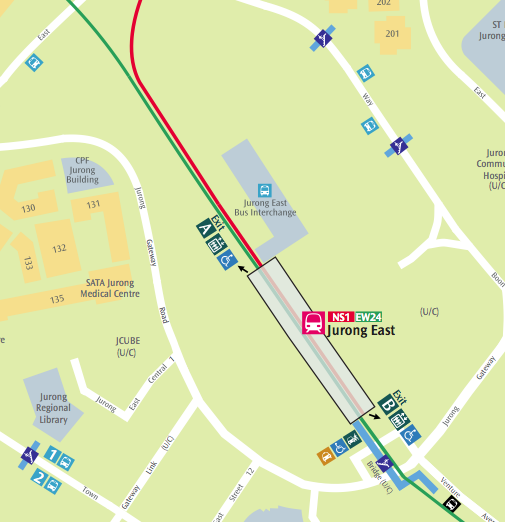 202
201
ST
Jurong
East
East
Way
CPF
Jurong
Building
130
131
132
133
135
SATA Jurong
Medical Centre
Jurong
Gateway
Road
Jurong East
Bus Interchange
Exit
A
Juron
Commu
Hospi
(U/C
Boon
(U/C)
NS1 EW24
Jurong East
JCUBE
(U/C)
Jurong East Central 1
Jurong
Regional
Library
Exit
B
Jurong
Gateway
1
2
Town
Gateway
Link
(U/C)
East
Street
12
Bridge (U/C)
Venture
Ave